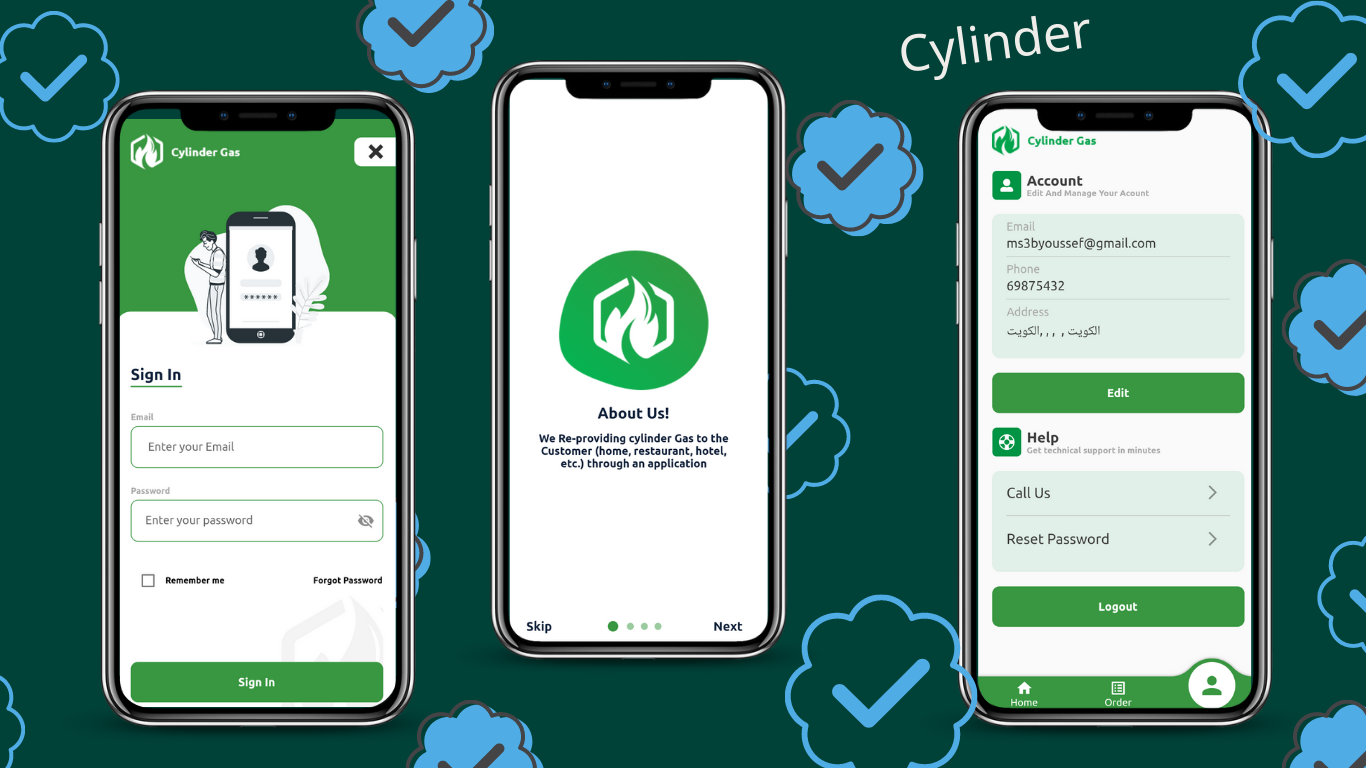 Cylinder
Cylinder Gas
Sign In
Email
Enter your Email
Password
Enter your password
Remember me
Forgot Password
Sign In
About Us!
We Re-providing cylinder Gas to the
Customer (home, restaurant, hotel,
etc.) through an application
Skip
Next
Cylinder Gas
Account
Edit And Manage Your Acount
Email
ms3byoussef@gmail.com
Phone
69875432
Address
الكويت , , , ,الكويت
Edit
Help
Get technical support in minutes
Call Us
Reset Password
Logout
Home
Order